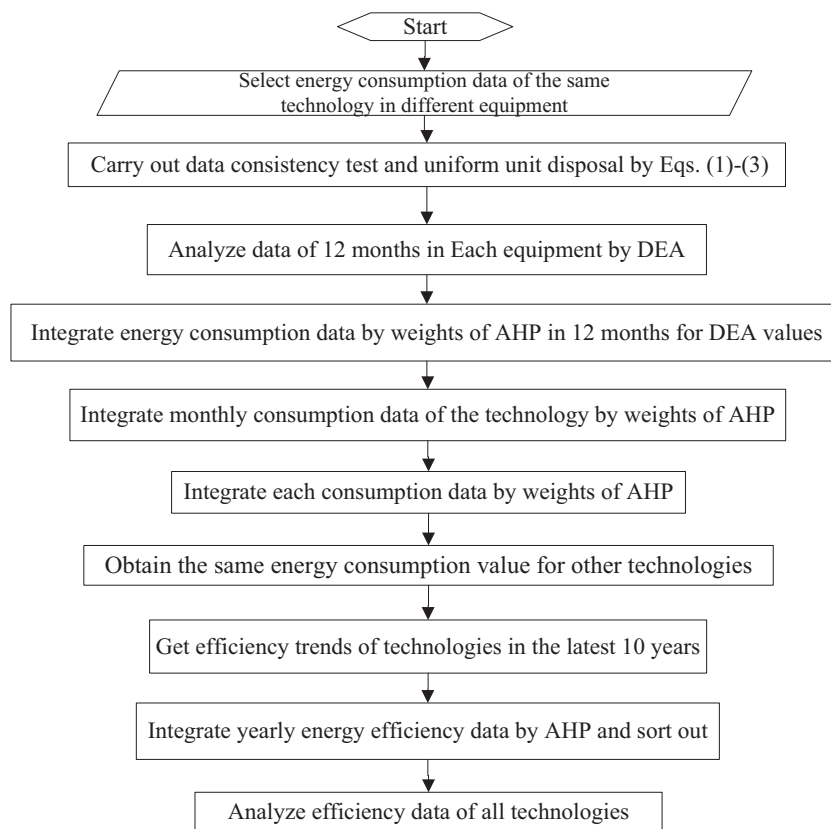 Start
Select energy consumption data of the same
technology in different equipment
Carry out data consistency test and uniform unit disposal by Eqs. (1)-(3)
Analyze data of 12 months in Each equipment by DEA
Integrate energy consumption data by weights of AHP in 12 months for DEA values
Integrate monthly consumption data of the technology by weights of AHP
Integrate each consumption data by weights of AHP
Obtain the same energy consumption value for other technologies
Get efficiency trends of technologies in the latest 10 years
Integrate yearly energy efficiency data by AHP and sort out
Analyze efficiency data of all technologies